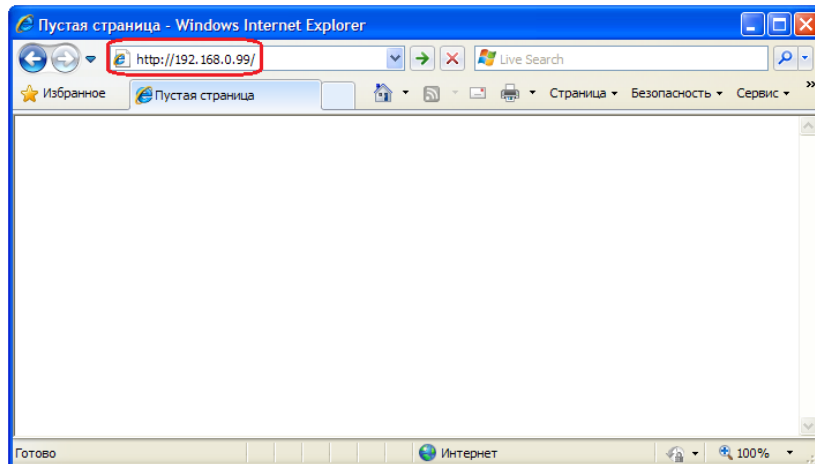 Пустая страница - Windows Internet Explorer
http://192.168.0.99/ Live Search
Избранное Пустая страница Страница Безопасность Сервис »
Готово Интернет 100%